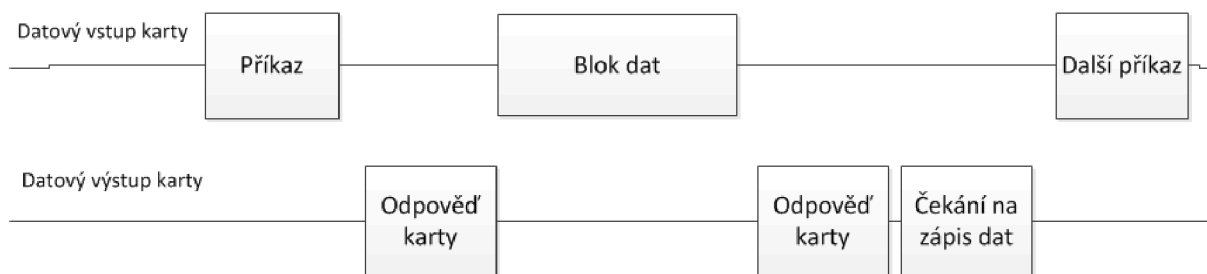 Datový vstup karty
Příkaz
Blok dat
Další příkaz
Datový výstup karty
Odpověď
karty
Odpověď
karty
Čekání na
zápis dat